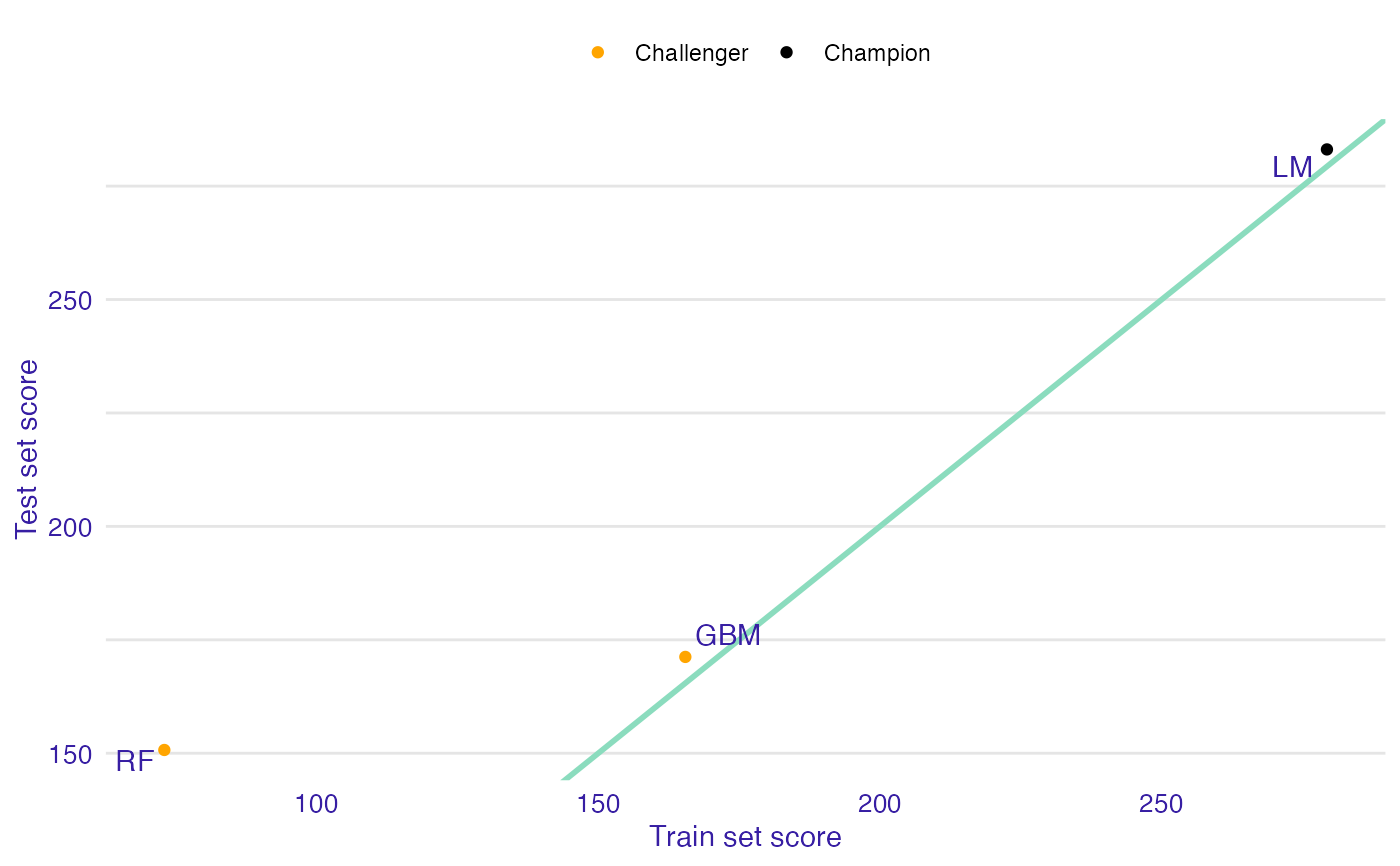 Challenger Champion
LM
250
Test set score
200
GBM
150
RF
100 150 200 250
Train set score